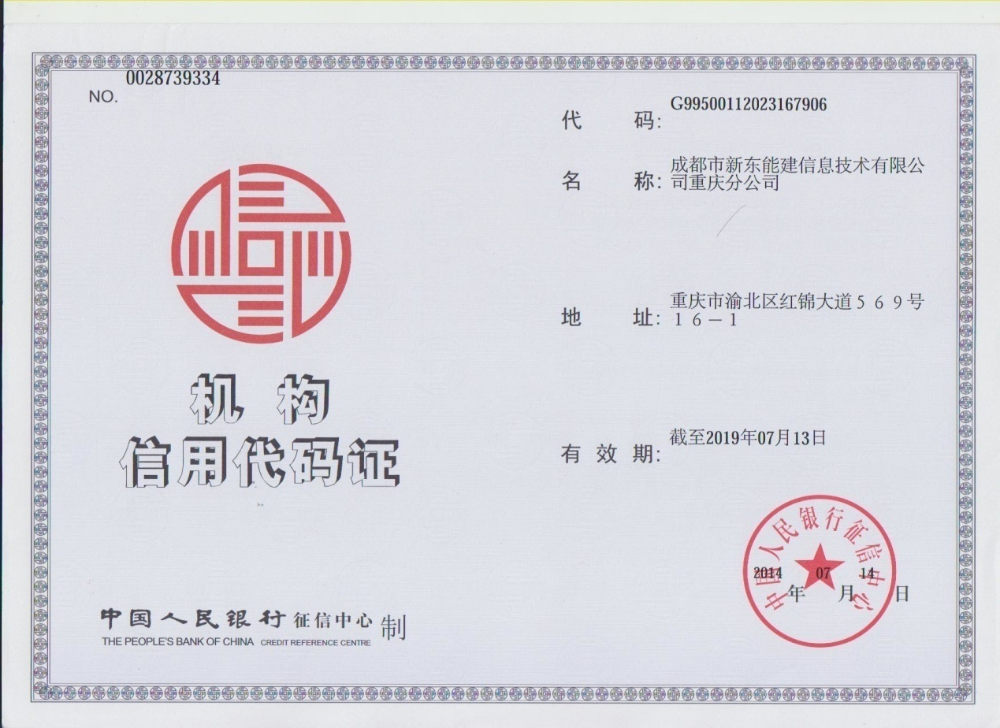 0028739334
NO.
机 构
信用代码证
中国人民银行征信中心 制
THE PEOPLE'S BANK OF CHINA CREDIT REFERENCE CENTRE
G99500112023167906
代 码:
成都市新东能建信息技术有限公
名 称: 司重庆分公司
重庆市渝北区红锦大道５６９号
地 址: １６－１
截至2019年07月13日
有 效 期:
中国人民银行征信中心
2014 07 14
年 月 日